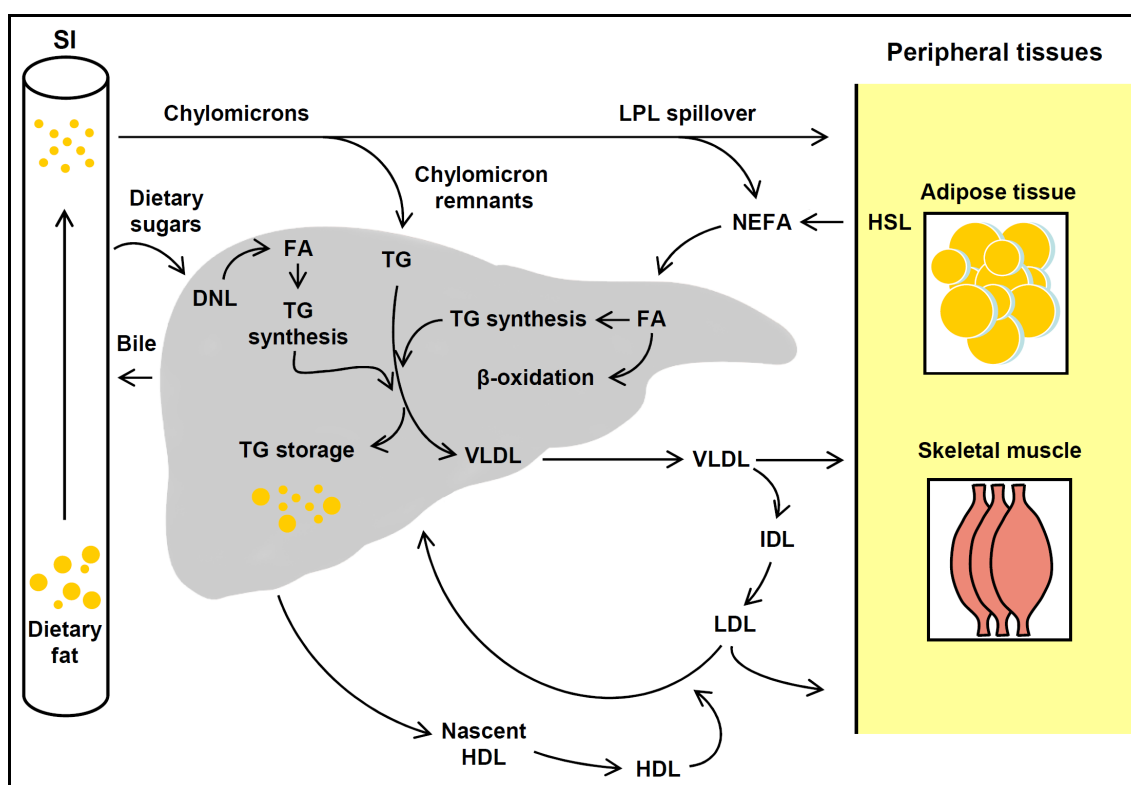 SI
Peripheral tissues
Chylomicrons
LPL spillover
Chylomicron
remnants
Dietary
sugars
Adipose tissue
NEFA
HSL
FA
TG
DNL
TG
synthesis
TG synthesis
FA
Bile
β-oxidation
TG storage
VLDL
VLDL
Skeletal muscle
IDL
LDL
Dietary
fat
Nascent
HDL
HDL